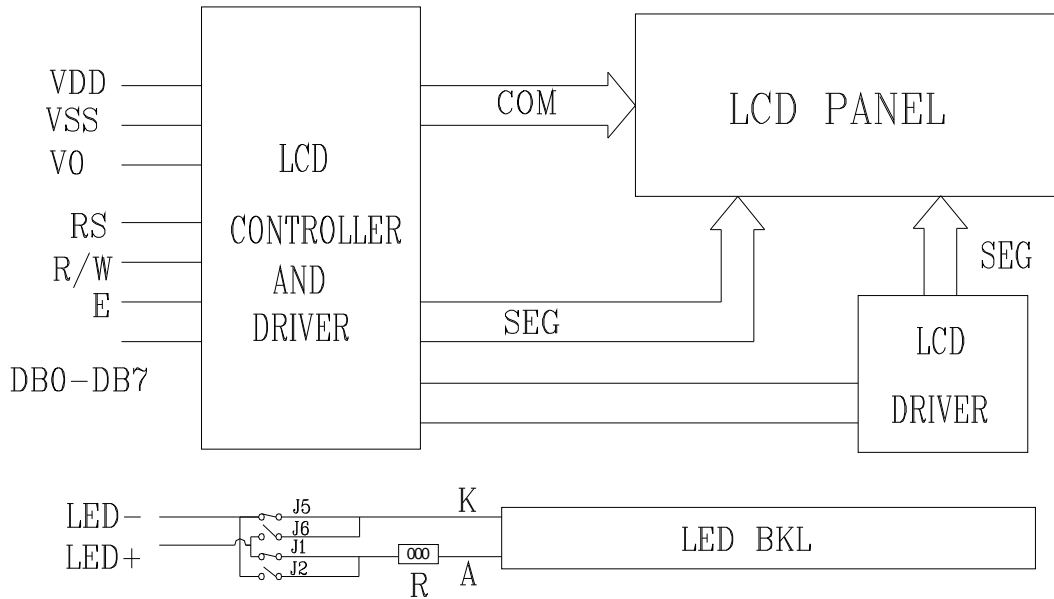 VDD
VSS
V0
RS
R/W
E
DB0-DB7
LCD
CONTROLLER
AND
DRIVER
COM
SEG
LCD PANEL
SEG
LCD
DRIVER
LED-
LED+
J5
J6
J1
J2
000
R
K
A
LED BKL